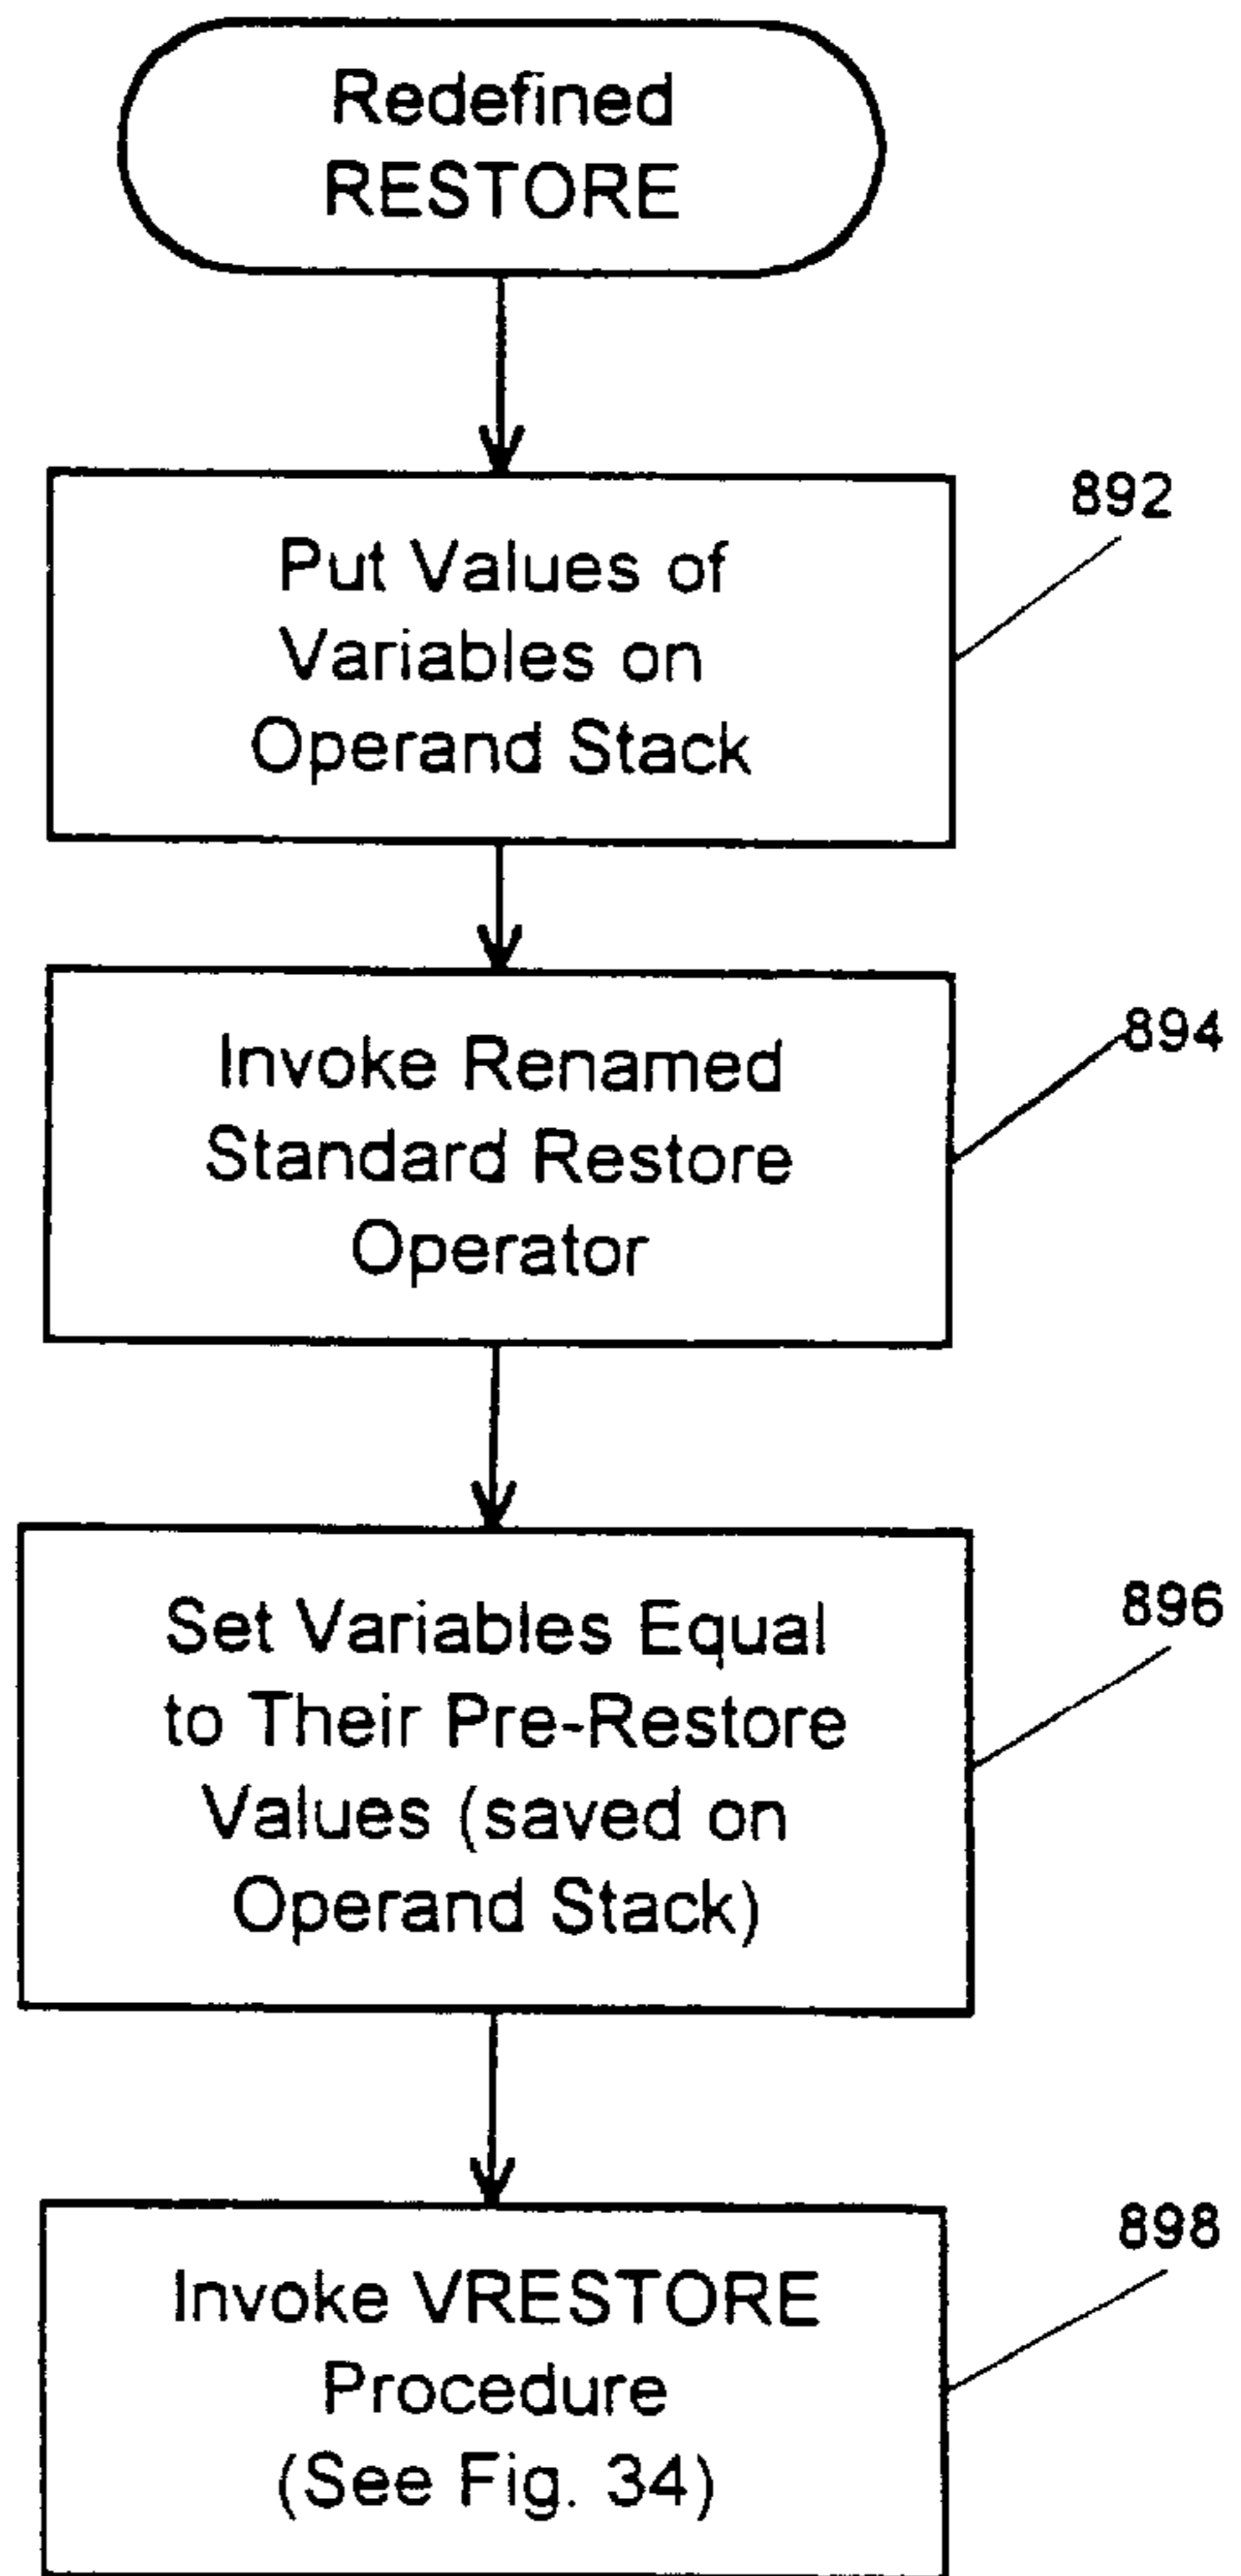 Redefined
RESTORE
892
Put Values of
Variables on
Operand Stack
894
Invoke Renamed
Standard Restore
Operator
896
Set Variables Equal
to Their Pre-Restore
Values (saved on
Operand Stack)
898
Invoke VRESTORE
Procedure
(See Fig. 34)